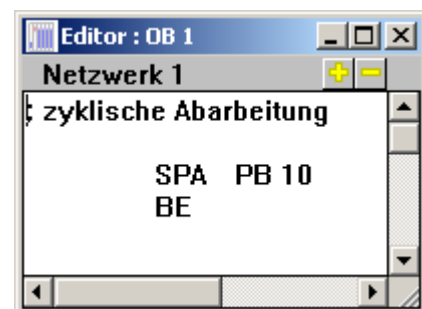 Editor : OB 1
Netzwerk 1
; zyklische Abarbeitung
SPA PB 10
BE